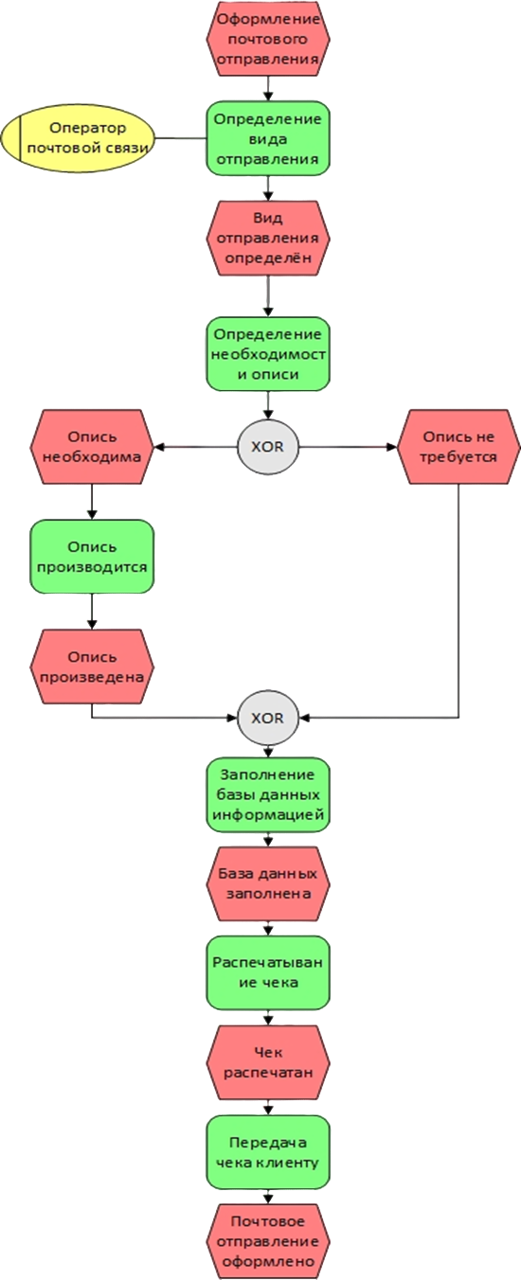 Оформление
почтового
отправления
Оператор
почтовой связи
Определение
вида
отправления
Вид
отправления
определён
Определение
необходимост
и описи
Опись
необходима
XOR
Опись не
требуется
Опись
производится
Опись
произведена
XOR
Заполнение
базы данных
информацией
База данных
заполнена
Распечатыван
ие чека
Чек
распечатан
Передача
чека клиенту
Почтовое
отправление
оформлено